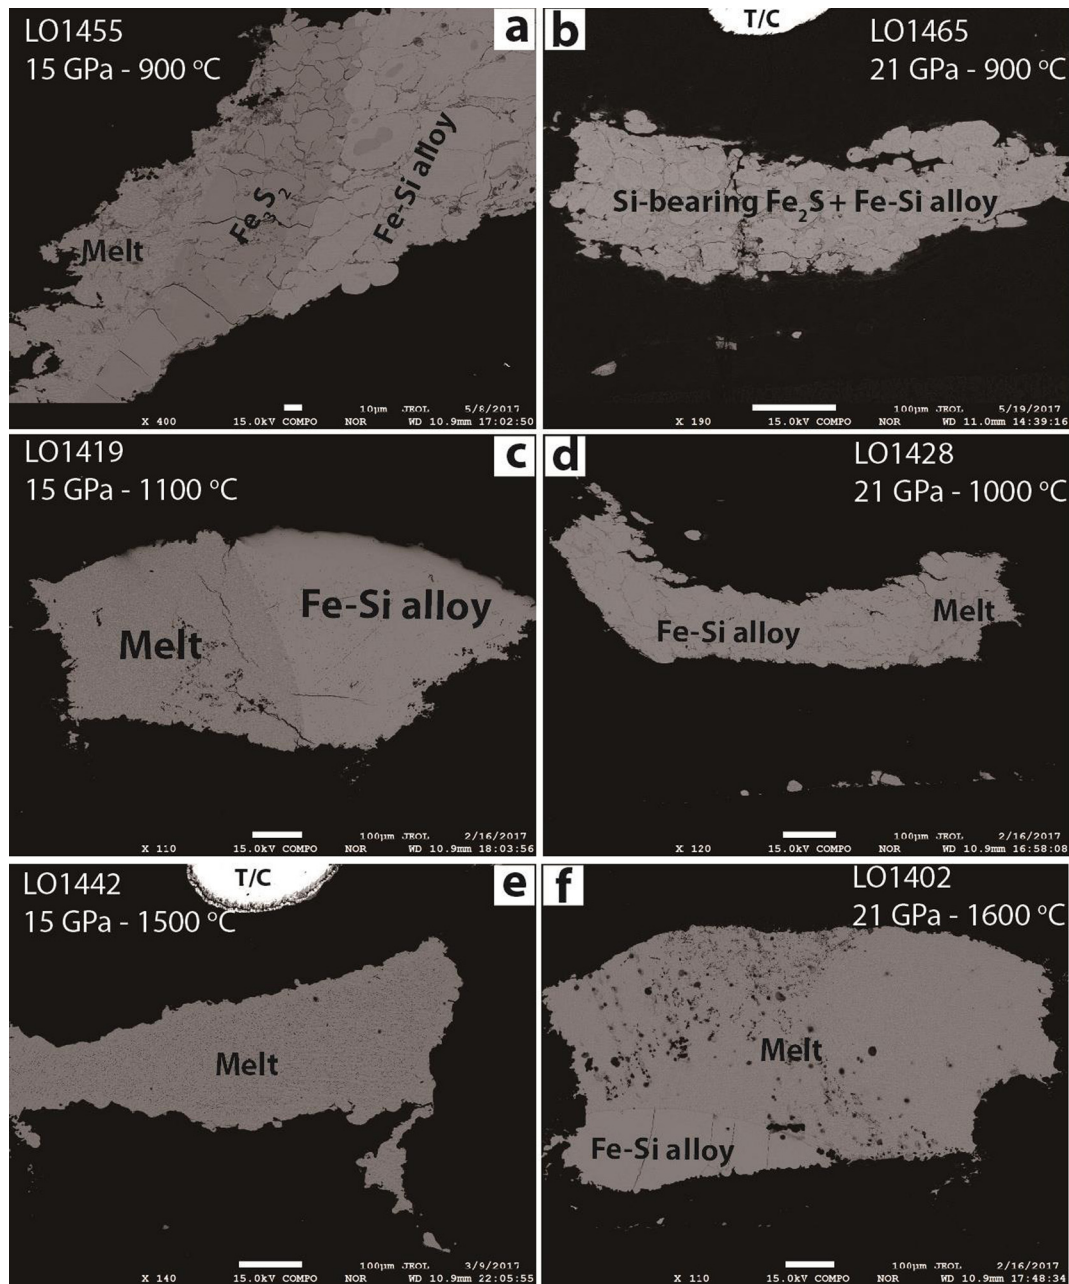 LO1455
15 GPa - 900 °C
a
Melt
Fe3S2
Fe-Si alloy
10μm JEOL 5/8/2017
X 400 15.0kV COMPO NOR WD 10.9mm 17:02:50
b
T/C
LO1465
21 GPa - 900 °C
Si-bearing Fe2S + Fe-Si alloy
100μm JEOL 5/19/2017
X 190 15.0kV COMPO NOR WD 11.0mm 14:39:16
LO1419
15 GPa - 1100 °C
c
Melt
Fe-Si alloy
100μm JEOL 2/16/2017
X 110 15.0kV COMPO NOR WD 10.9mm 18:03:56
d
LO1428
21 GPa - 1000 °C
Fe-Si alloy
Melt
100μm JEOL 2/16/2017
X 120 15.0kV COMPO NOR WD 10.9mm 16:58:08
LO1442
15 GPa - 1500 °C
T/C
e
Melt
100μm JEOL 3/9/2017
X 140 15.0kV COMPO NOR WD 10.9mm 22:05:55
f
LO1402
21 GPa - 1600 °C
Melt
Fe-Si alloy
100μm JEOL 2/16/2017
X 110 15.0kV COMPO NOR WD 10.9mm 17:48:34